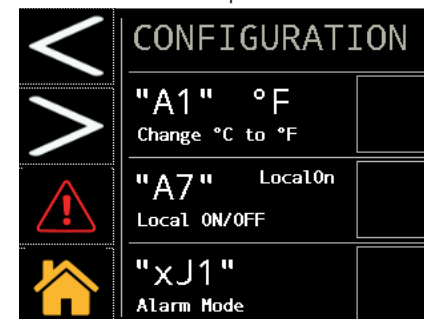 CONFIGURATION
"A1" °F
Change °C to °F
"A7" LocalOn
Local ON/OFF
"xJ1"
Alarm Mode